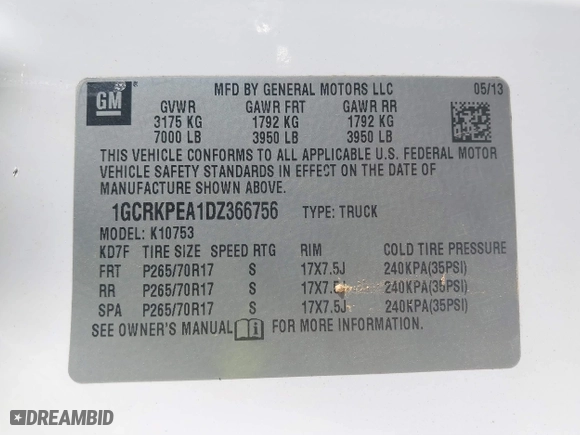 GM
MFD BY GENERAL MOTORS LLC 05/13
GVWR GAWR FRT GAWR RR
3175 KG 1792 KG 1792 KG
7000 LB 3950 LB 3950 LB
THIS VEHICLE CONFORMS TO ALL APPLICABLE U.S. FEDERAL MOTOR
VEHICLE SAFETY STANDARDS IN EFFECT ON THE DATE OF
MANUFACTURE SHOWN ABOVE.
1GCRKPEA1DZ366756 TYPE: TRUCK
MODEL: K10753
KD7F TIRE SIZE SPEED RTG RIM COLD TIRE PRESSURE
FRT P265/70R17 S 17X7.5J 240KPA(35PSI)
RR P265/70R17 S 17X7.5J 240KPA(35PSI)
SPA P265/70R17 S 17X7.5J 240KPA(35PSI)
SEE OWNER'S MANUAL FOR MORE INFORMATION.
DREAMBID